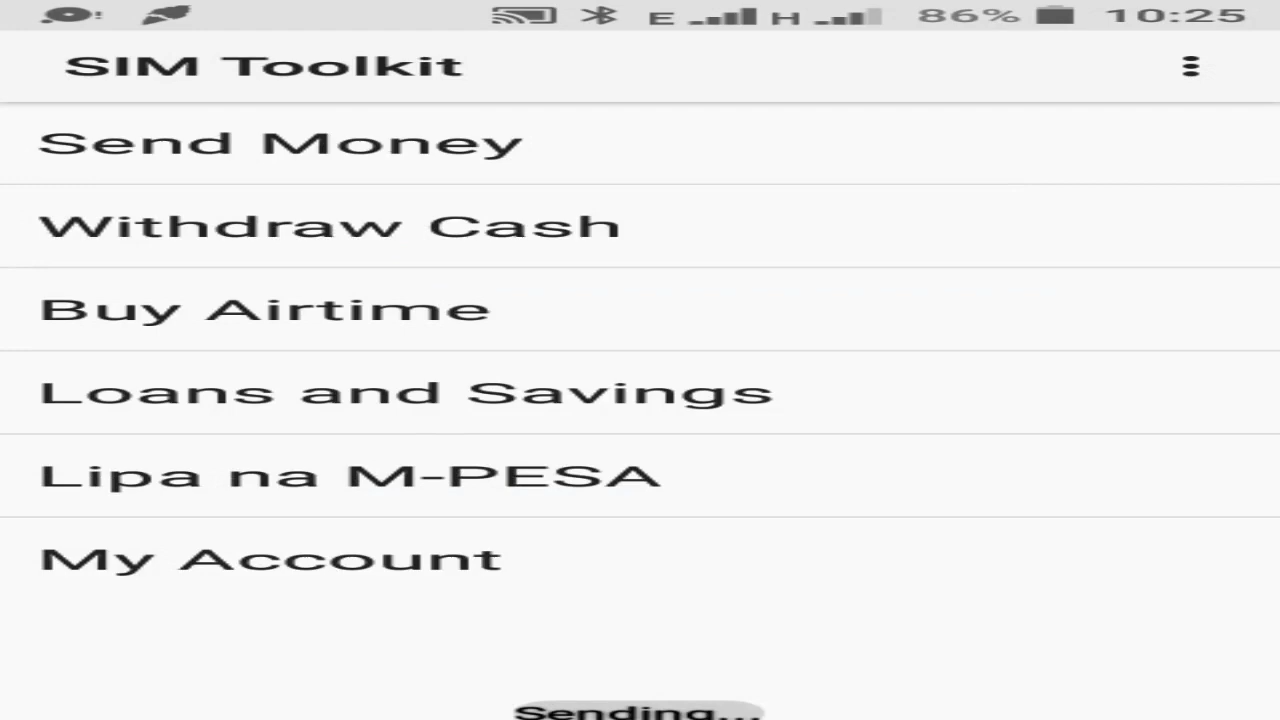 E H 86% 10:25
SIM Toolkit
Send Money
Withdraw Cash
Buy Airtime
Loans and Savings
Lipa na M-PESA
My Account
Sending...